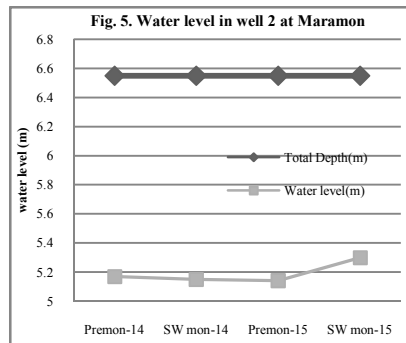 Fig. 5. Water level in well 2 at Maramon
6.8
6.6
6.4
6.2
6
5.8
5.6
5.4
5.2
5
water level (m)
Total Depth(m)
Water level(m)
Premon-14 SW mon-14 Premon-15 SW mon-15